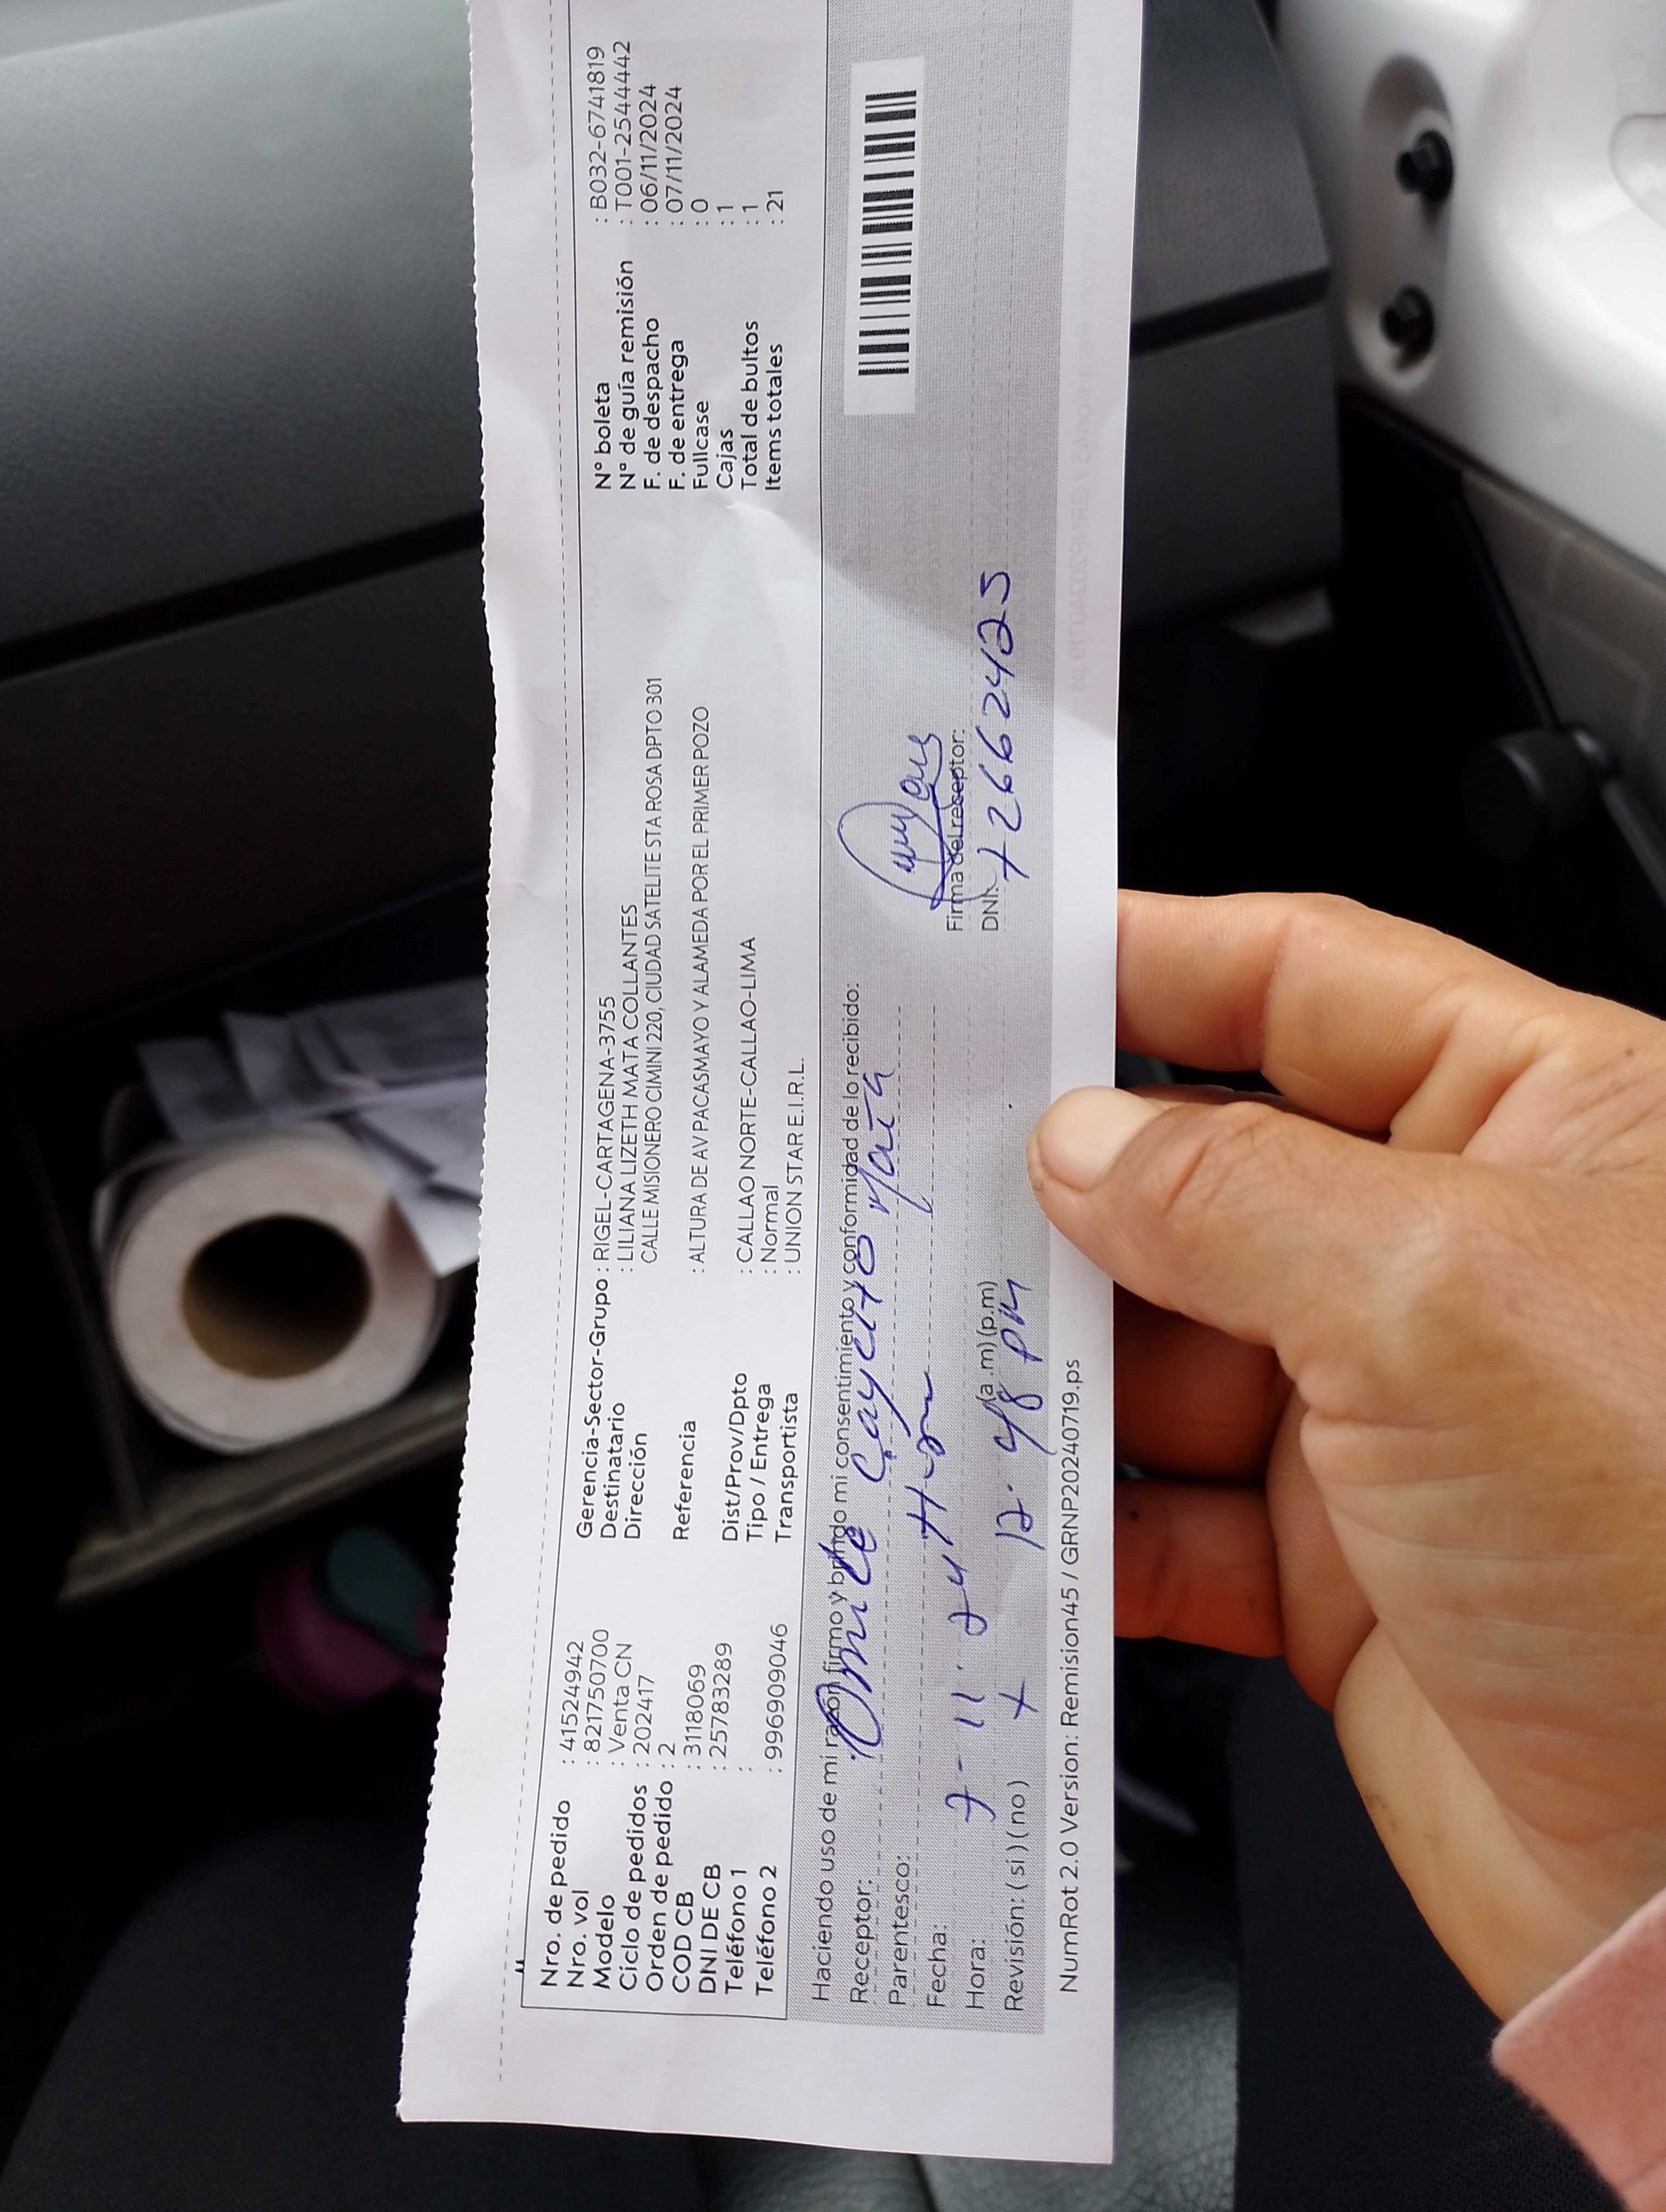 Nro. de pedido : 415249942
Nro. vol : 821750700
Modelo : Venta CN
Ciclo de pedidos : 202417
Orden de pedido : 2
COD CB : 3118069
DNI DE CB : 25783289
Teléfono 1 :
Teléfono 2 : 996909046
Gerencia-Sector-Grupo : RIGEL-CARTAGENA-3755
Destinatario : LILIANA LIZETH MATA COLLANTES
Dirección CALLE MISIONERO CIMINI 220, CIUDAD SATELITE STA ROSA DPTO 301
Referencia : ALTURA DE AV PACASMAYO Y ALAMEDA POR EL PRIMER POZO
Dist/Prov/Dpto : CALLAO NORTE-CALLAO-LIMA
Tipo / Entrega : Normal
Transportista : UNION STAR E.I.R.L.
N° boleta : B032-6741819
N° de guía remisión : T001-25444442
F. de despacho : 06/11/2024
F. de entrega : 07/11/2024
Fullcase : 0
Cajas : 1
Total de bultos : 1
Items totales : 21
Haciendo uso de mi razón firmo y brindo mi consentimiento y conformidad de lo recibido:
Receptor: Cayetto Mata
Parentesco:
Fecha: 7-11-24
Hora: 12.48 PM (a.m) (p.m)
Revisión: (si) (no)
Firma del receptor:
DNI: 72662425
NumRot 2.0 Version: Remision45 / GRNP20240719.ps